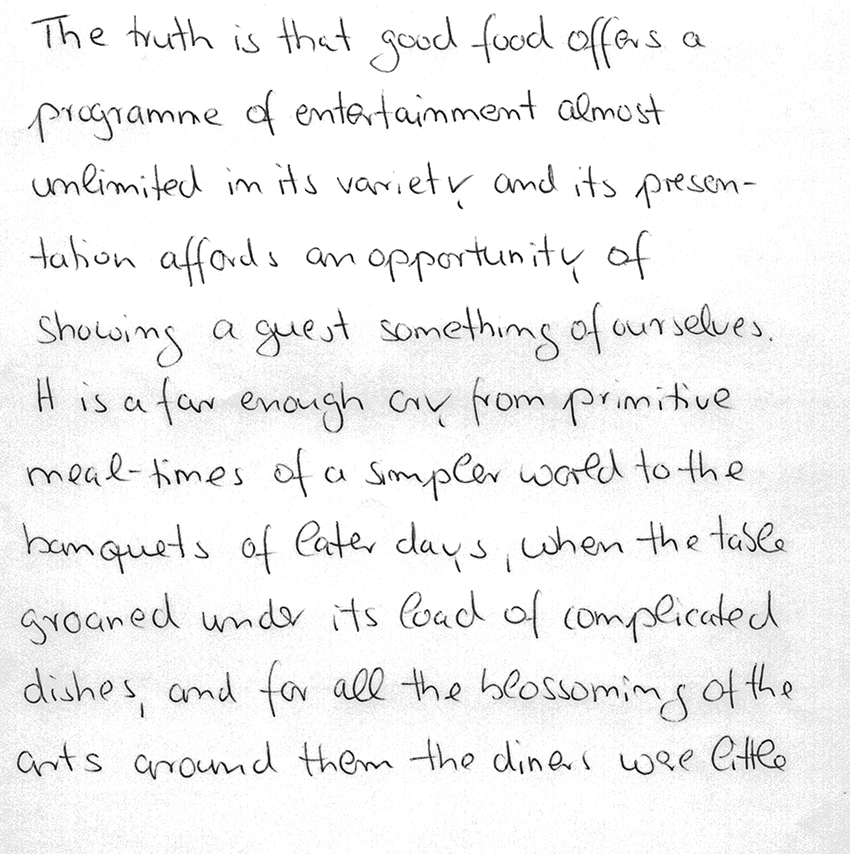 The truth is that good food offers a
programme of entertainment almost
unlimited in its variety and its presen-
tation affords an opportunity of
showing a guest something of ourselves.
It is a far enough cry from primitive
meal-times of a simpler world to the
banquets of later days, when the table
groaned under its load of complicated
dishes, and for all the blossoming of the
arts around them the diners were little